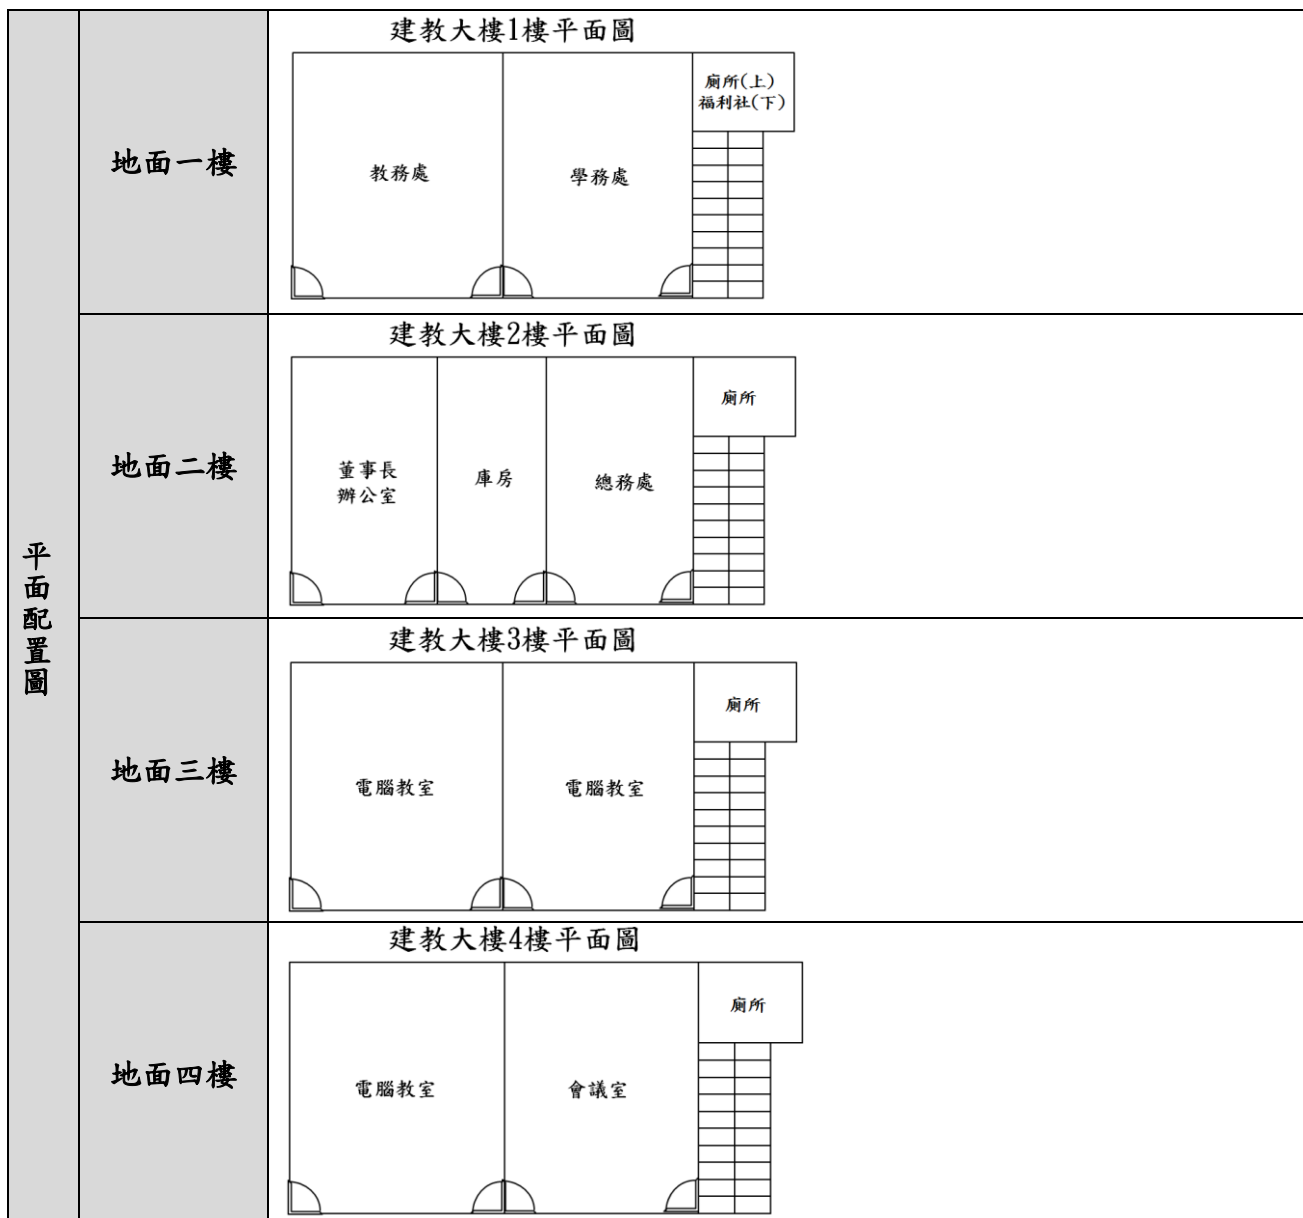 平面配置圖
地面一樓
建教大樓1樓平面圖
教務處
學務處
廁所(上)
福利社(下)
地面二樓
建教大樓2樓平面圖
董事長
辦公室
庫房
總務處
廁所
地面三樓
建教大樓3樓平面圖
電腦教室
電腦教室
廁所
地面四樓
建教大樓4樓平面圖
電腦教室
會議室
廁所